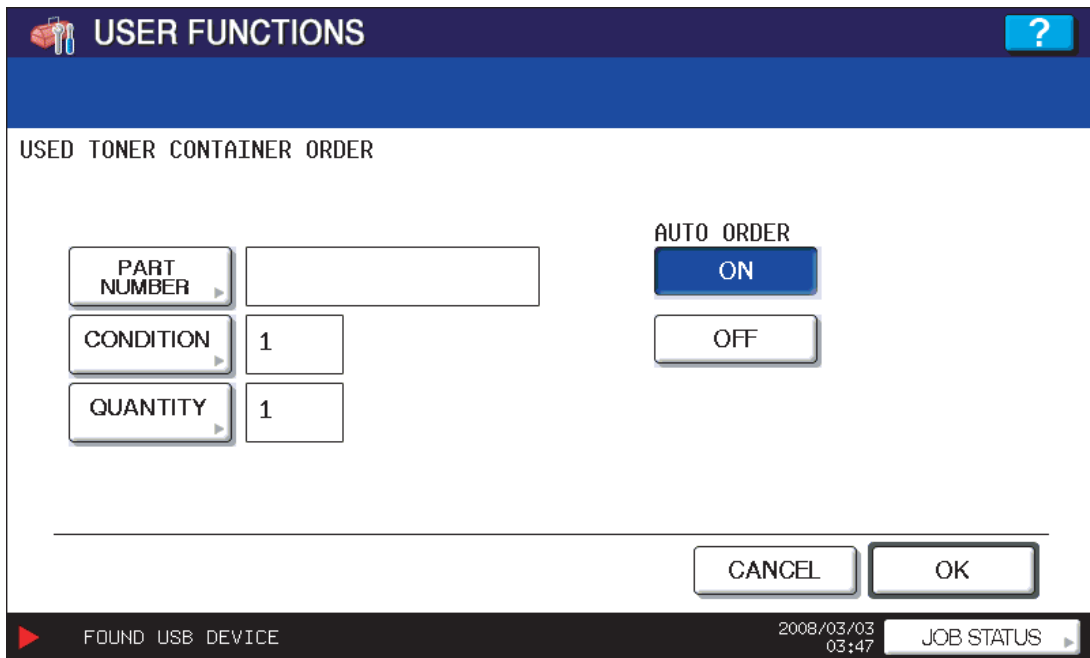 USER FUNCTIONS
?
USED TONER CONTAINER ORDER
AUTO ORDER
PART
NUMBER
ON
CONDITION
1
OFF
QUANTITY
1
CANCEL
OK
FOUND USB DEVICE
2008/03/03
03:47
JOB STATUS